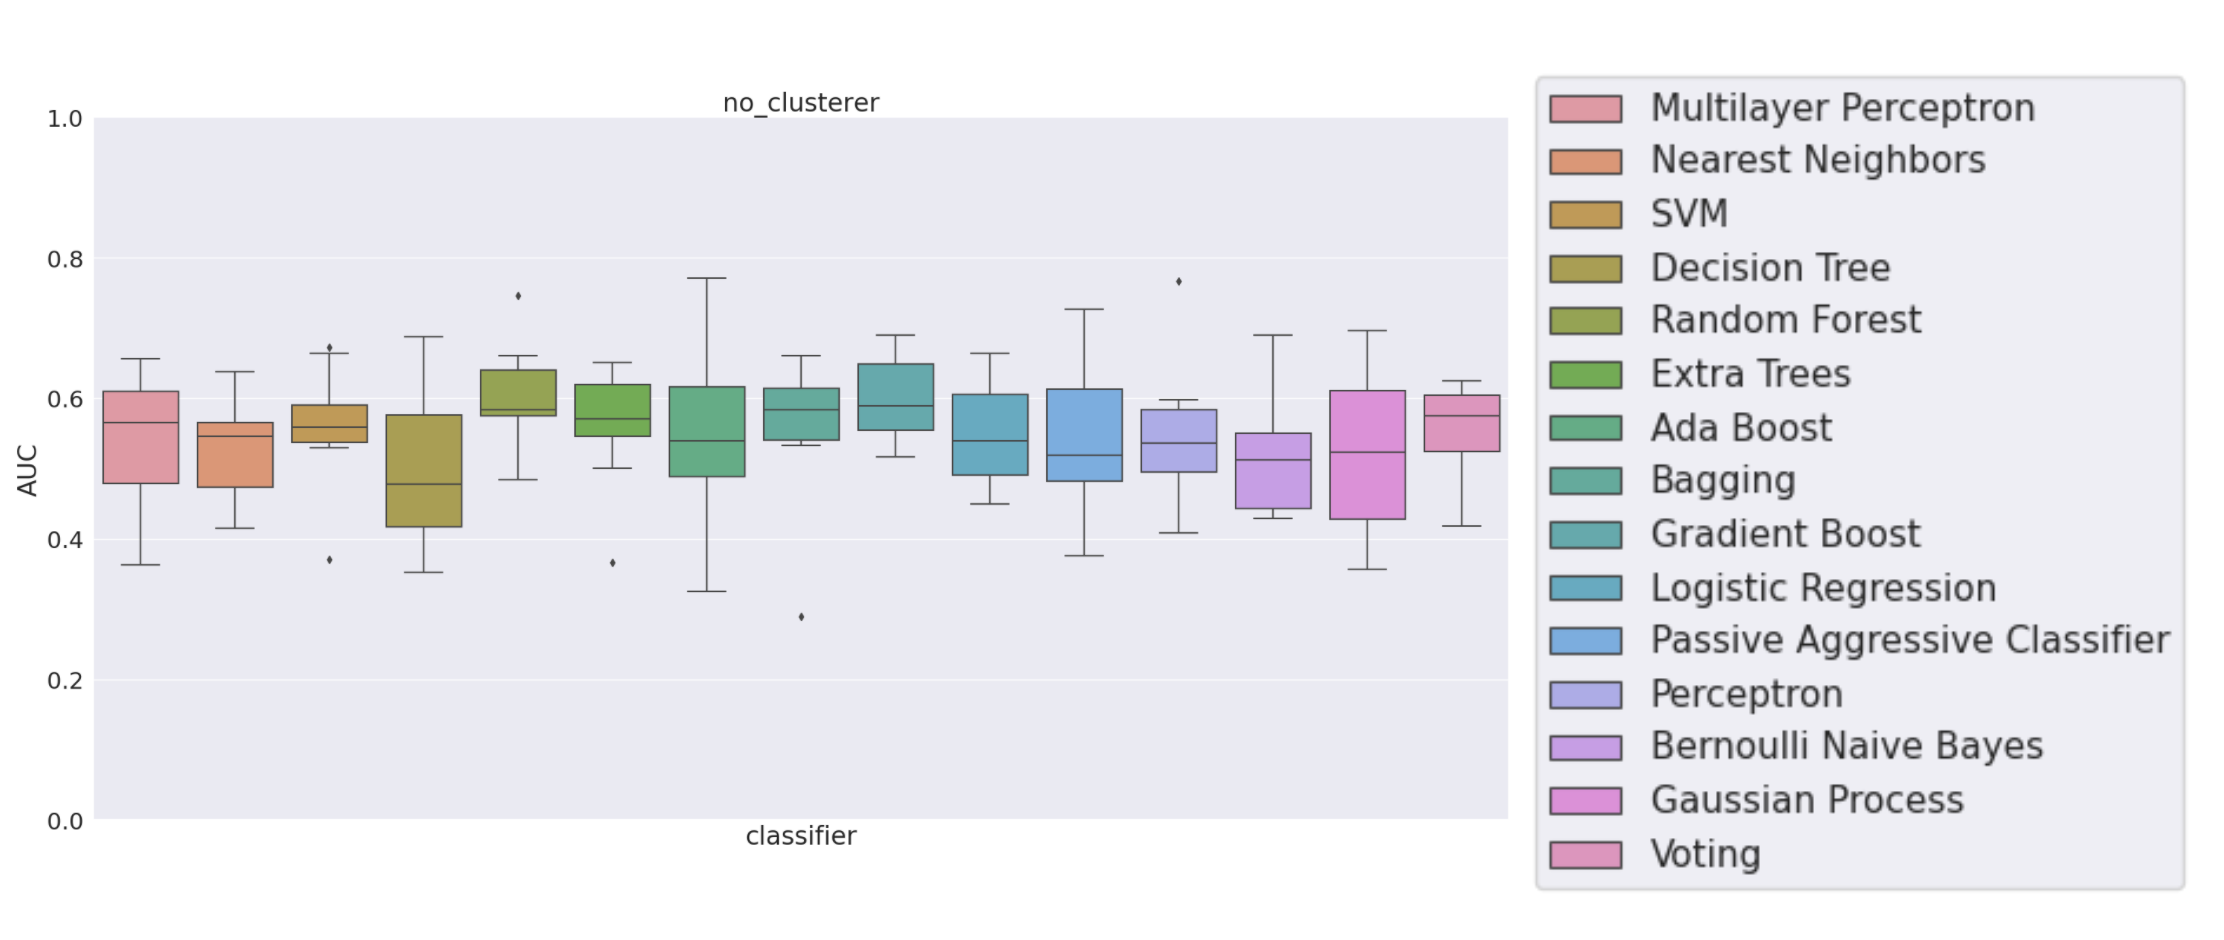 no_clusterer
1.0
0.8
0.6
0.4
0.2
0.0
AUC
classifier
Multilayer Perceptron
Nearest Neighbors
SVM
Decision Tree
Random Forest
Extra Trees
Ada Boost
Bagging
Gradient Boost
Logistic Regression
Passive Aggressive Classifier
Perceptron
Bernoulli Naive Bayes
Gaussian Process
Voting